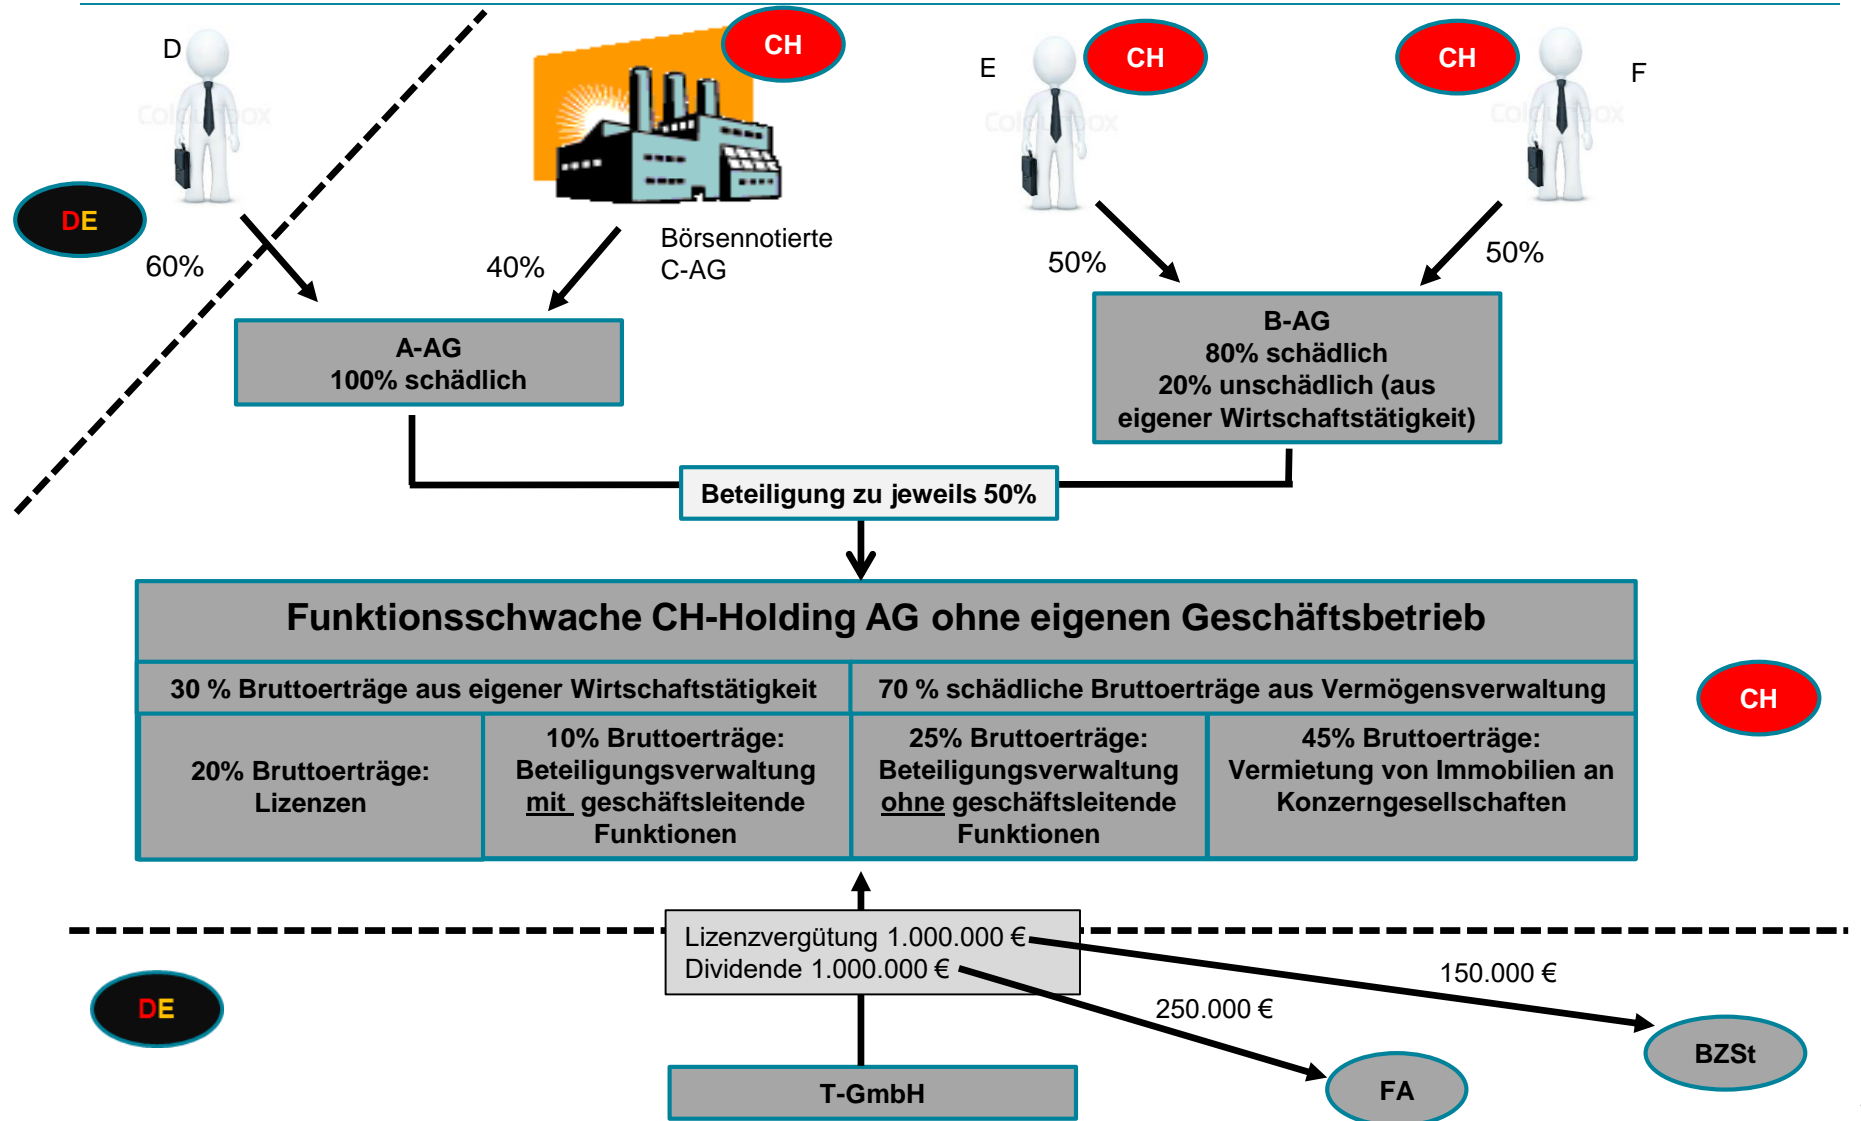 D
CH
E
CH
CH
F
Colourbox
Colourbox
Colourbox
DE
60%
40%
Börsennotierte
C-AG
50%
50%
A-AG
100% schädlich
B-AG
80% schädlich
20% unschädlich (aus
eigener Wirtschaftstätigkeit)
Beteiligung zu jeweils 50%
Funktionsschwache CH-Holding AG ohne eigenen Geschäftsbetrieb
30 % Bruttoerträge aus eigener Wirtschaftstätigkeit
70 % schädliche Bruttoerträge aus Vermögensverwaltung
CH
20% Bruttoerträge:
Lizenzen
10% Bruttoerträge:
Beteiligungsverwaltung
mit geschäftsleitende
Funktionen
25% Bruttoerträge:
Beteiligungsverwaltung
ohne geschäftsleitende
Funktionen
45% Bruttoerträge:
Vermietung von Immobilien an
Konzerngesellschaften
Lizenzvergütung 1.000.000 €
Dividende 1.000.000 €
150.000 €
250.000 €
DE
BZSt
T-GmbH
FA